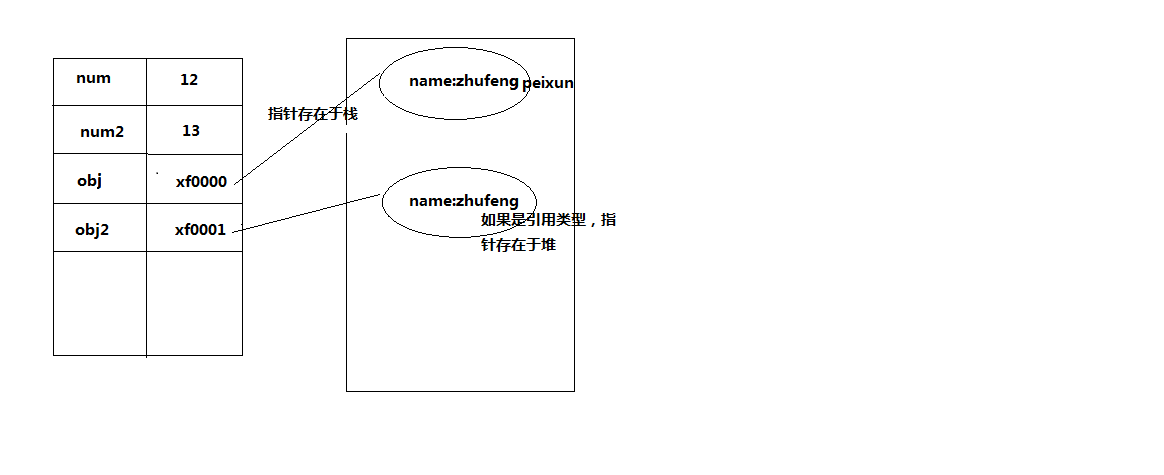 num 12
num2 13
obj xf0000
obj2 xf0001
指针存在于栈
name:zhufeng peixun
name:zhufeng
如果是引用类型，指
针存在于堆